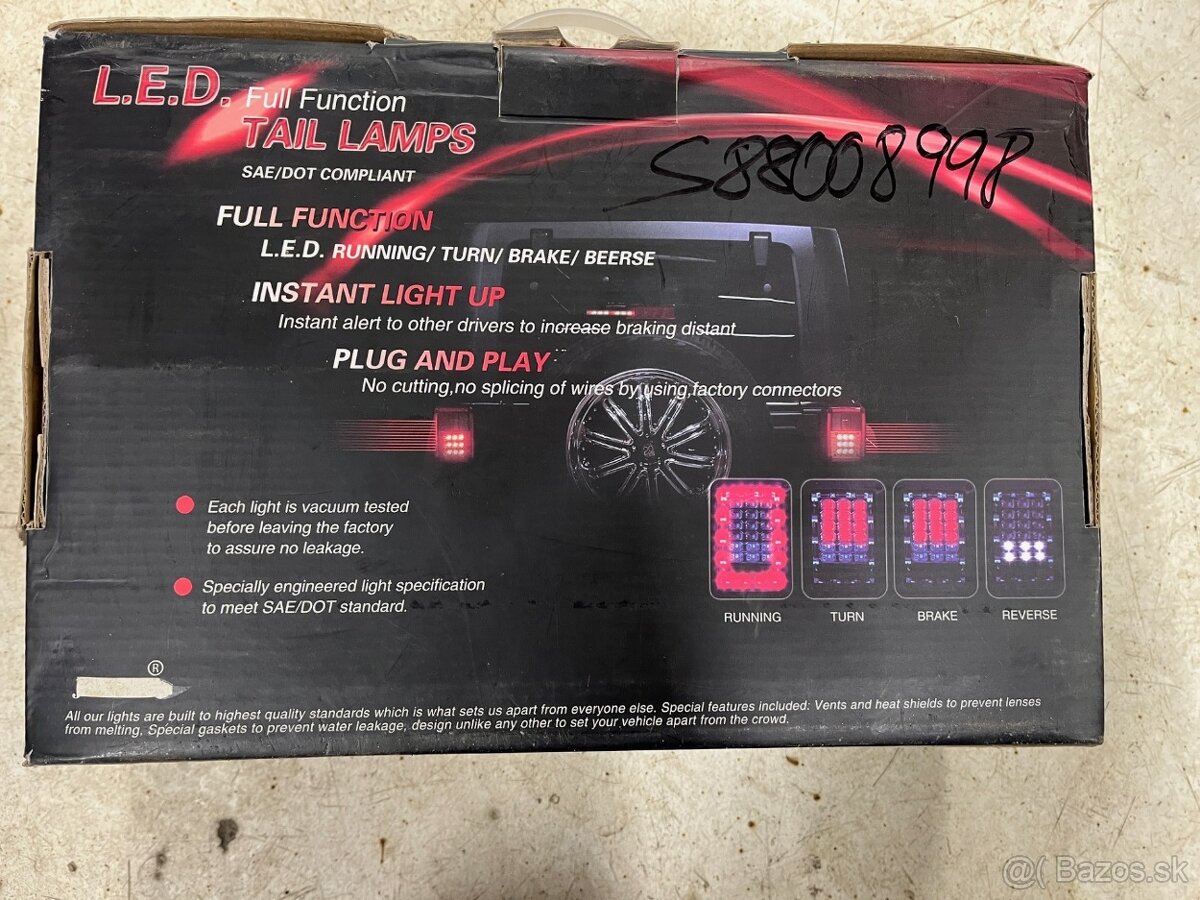 L.E.D. Full Function
TAIL LAMPS
SAE/DOT COMPLIANT
S88008998
FULL FUNCTION
L.E.D. RUNNING/ TURN/ BRAKE/ BEERSE
INSTANT LIGHT UP
Instant alert to other drivers to increase braking distant
PLUG AND PLAY
No cutting,no splicing of wires by using,factory connectors
Each light is vacuum tested
before leaving the factory
to assure no leakage.
Specially engineered light specification
to meet SAE/DOT standard.
RUNNING TURN BRAKE REVERSE
®
All our lights are built to highest quality standards which is what sets us apart from everyone else. Special features included: Vents and heat shields to prevent lenses
from melting, Special gaskets to prevent water leakage, design unlike any other to set your vehicle apart from the crowd.
@( Bazos.sk